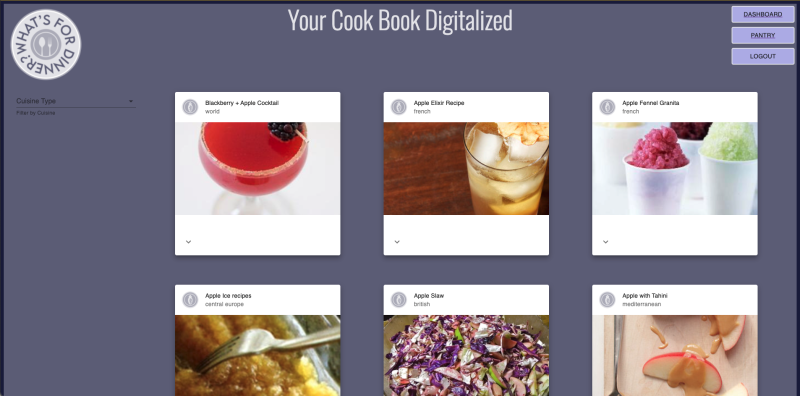 WHAT'S FOR DINNER?
Your Cook Book Digitalized
DASHBOARD
PANTRY
LOGOUT
Cuisine Type
Filter by Cuisine
Blackberry + Apple Cocktail
world
Apple Elixir Recipe
french
Apple Fennel Granita
french
Apple Ice recipes
central europe
Apple Slaw
british
Apple with Tahini
mediterranean